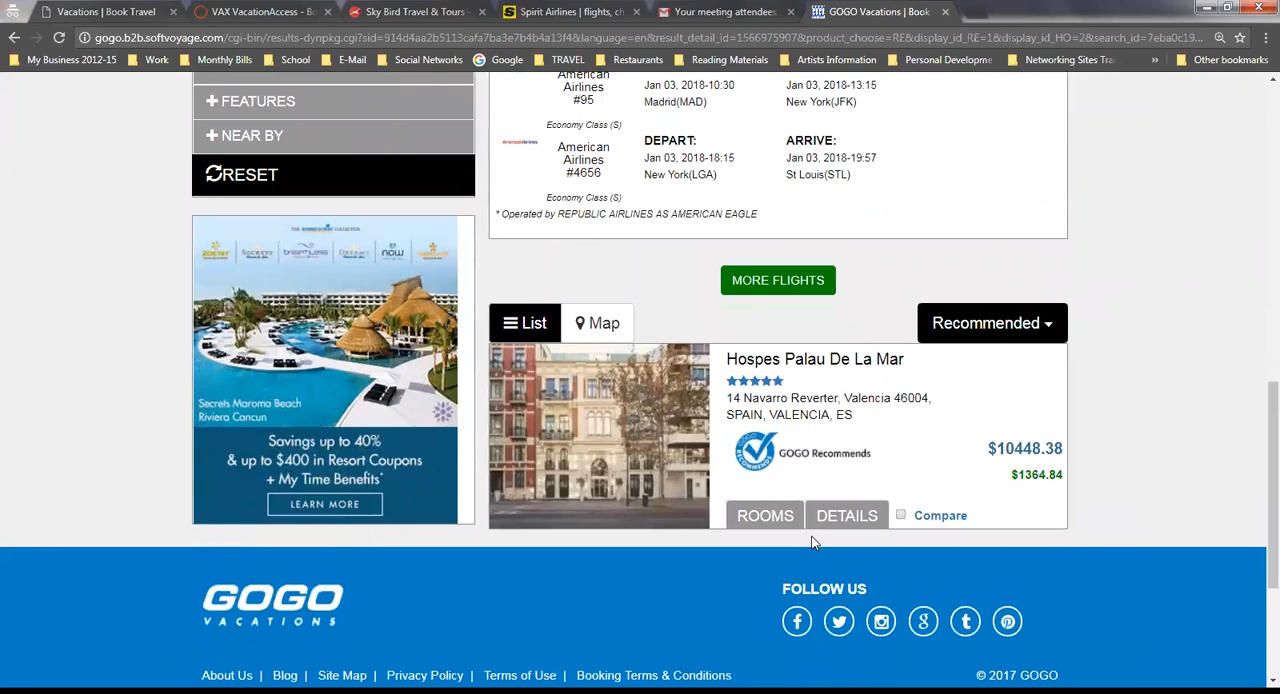 Vacations | Book Travel
VAX VacationAccess - Bo
Sky Bird Travel & Tours -
Spirit Airlines | flights, ch
Your meeting attendees
GOGO Vacations | Book
gogo.b2b.softvoyage.com/cgi-bin/results-dynpkg.cgi?sid=914d4aa2b5113cafa7ba3e7b4b4a13f4&language=en&result_detail_id=1566975907&product_choose=RE&display_id_RE=1&display_id_HO=2&search_id=7eba0c19...
My Business 2012-15
Work
Monthly Bills
School
E-Mail
Social Networks
Google
TRAVEL
Restaurants
Reading Materials
Artists Information
Personal Developme
Networking Sites Tra
»
Other bookmarks
+ FEATURES
+ NEAR BY
RESET
American
Airlines
#95
Jan 03, 2018-10:30
Madrid(MAD)
Jan 03, 2018-13:15
New York(JFK)
Economy Class (S)
AmericanAirlines
American
Airlines
#4656
DEPART:
Jan 03, 2018-18:15
New York(LGA)
ARRIVE:
Jan 03, 2018-19:57
St Louis(STL)
Economy Class (S)
* Operated by REPUBLIC AIRLINES AS AMERICAN EAGLE
MORE FLIGHTS
List
Map
Recommended
Hospes Palau De La Mar
14 Navarro Reverter, Valencia 46004,
SPAIN, VALENCIA, ES
GOGO
RECOMMENDS
GOGO Recommends
$10448.38
$1364.84
ROOMS
DETAILS
Compare
ZOËTRY
SECRETS
breathless
DREAMS
now
Secrets Maroma Beach
Riviera Cancun
Savings up to 40%
& up to $400 in Resort Coupons
+ My Time Benefits*
LEARN MORE
GOGO
VACATIONS
FOLLOW US
About Us |
Blog |
Site Map |
Privacy Policy |
Terms of Use |
Booking Terms & Conditions
© 2017 GOGO